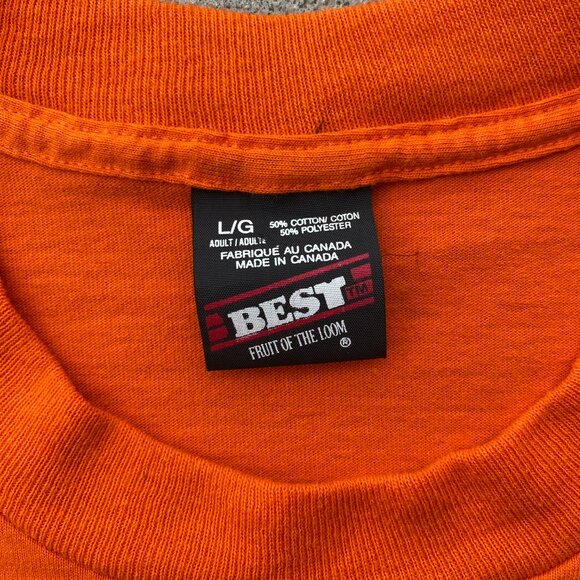 L/G 50% COTTON/COTON
ADULT/ADULTE 50% POLYESTER
FABRIQUÉ AU CANADA
MADE IN CANADA
BEST TM
FRUIT OF THE LOOM ®